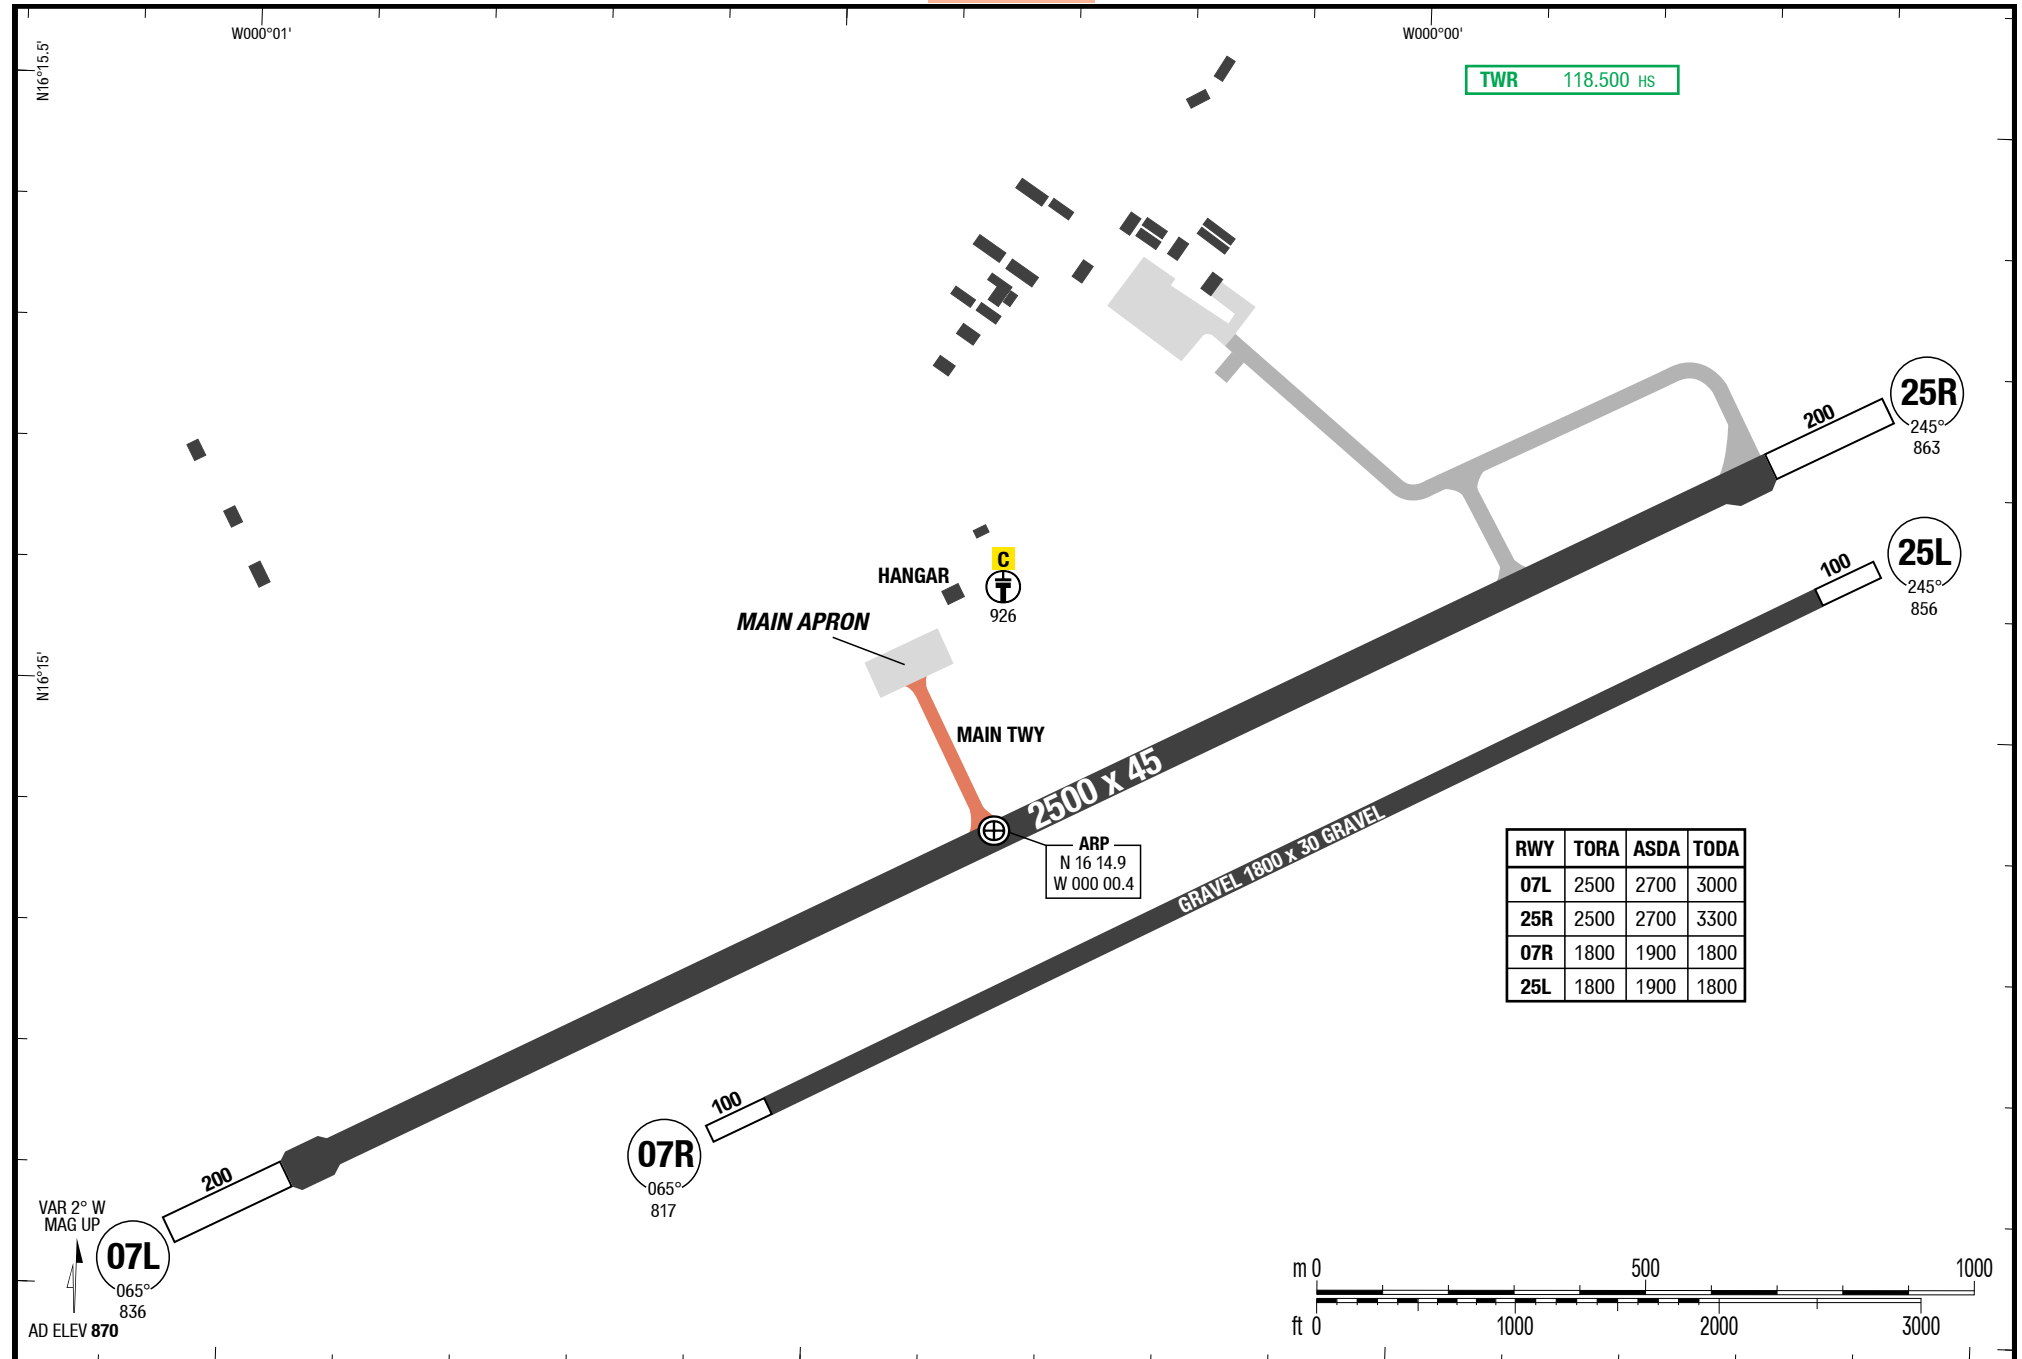 W000°01'
W000°00'
N16°15.5'
TWR 118.500 HS
25R
245°
863
200
25L
245°
856
100
C
HANGAR
926
MAIN APRON
N16°15'
MAIN TWY
2500 x 45
ARP
N 16 14.9
W 000 00.4
GRAVEL 1800 x 30 GRAVEL
RWY TORA ASDA TODA
07L 2500 2700 3000
25R 2500 2700 3300
07R 1800 1900 1800
25L 1800 1900 1800
100
07R
065°
817
200
VAR 2° W
MAG UP
07L
065°
836
AD ELEV 870
m 0 500 1000
ft 0 1000 2000 3000